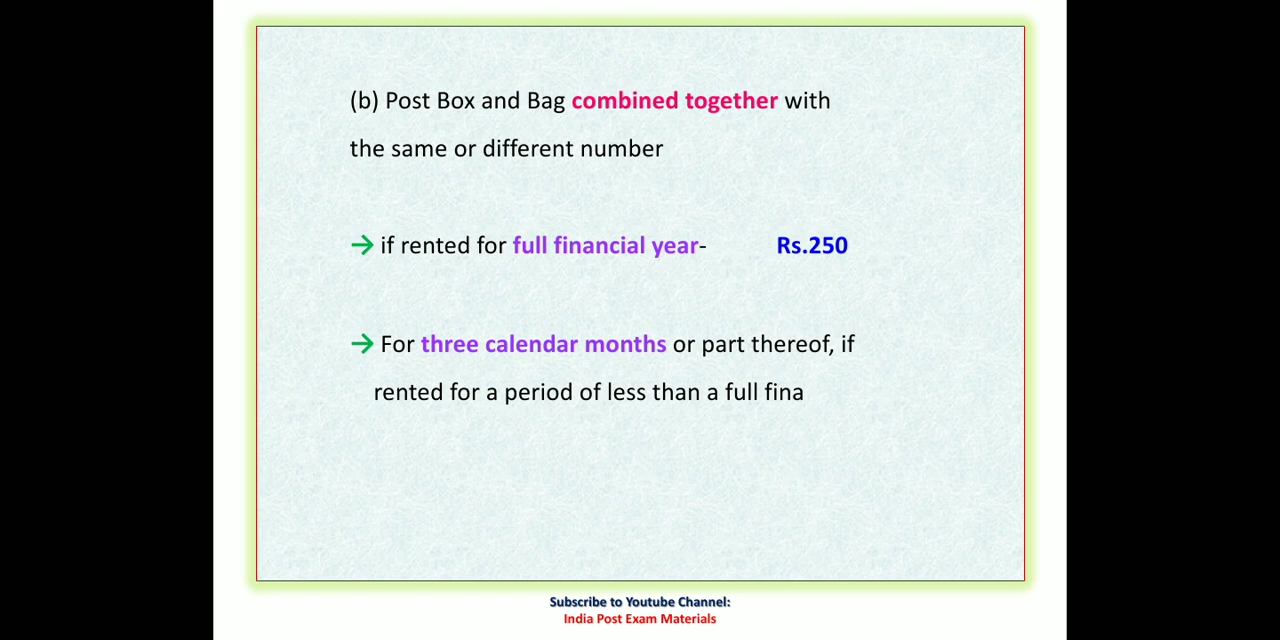 (b) Post Box and Bag combined together with
the same or different number
→ if rented for full financial year- Rs.250
→ For three calendar months or part thereof, if
rented for a period of less than a full fina
Subscribe to Youtube Channel:
India Post Exam Materials